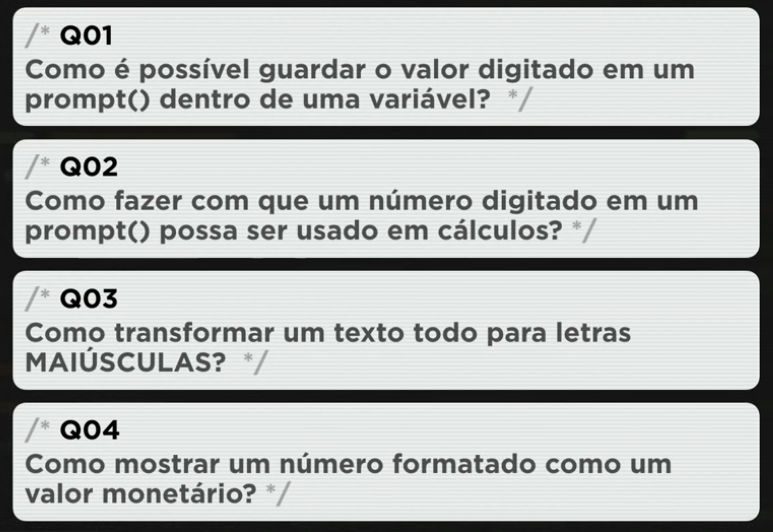 /* Q01
Como é possível guardar o valor digitado em um
prompt() dentro de uma variável? */
/* Q02
Como fazer com que um número digitado em um
prompt() possa ser usado em cálculos? */
/* Q03
Como transformar um texto todo para letras
MAIÚSCULAS? */
/* Q04
Como mostrar um número formatado como um
valor monetário? */